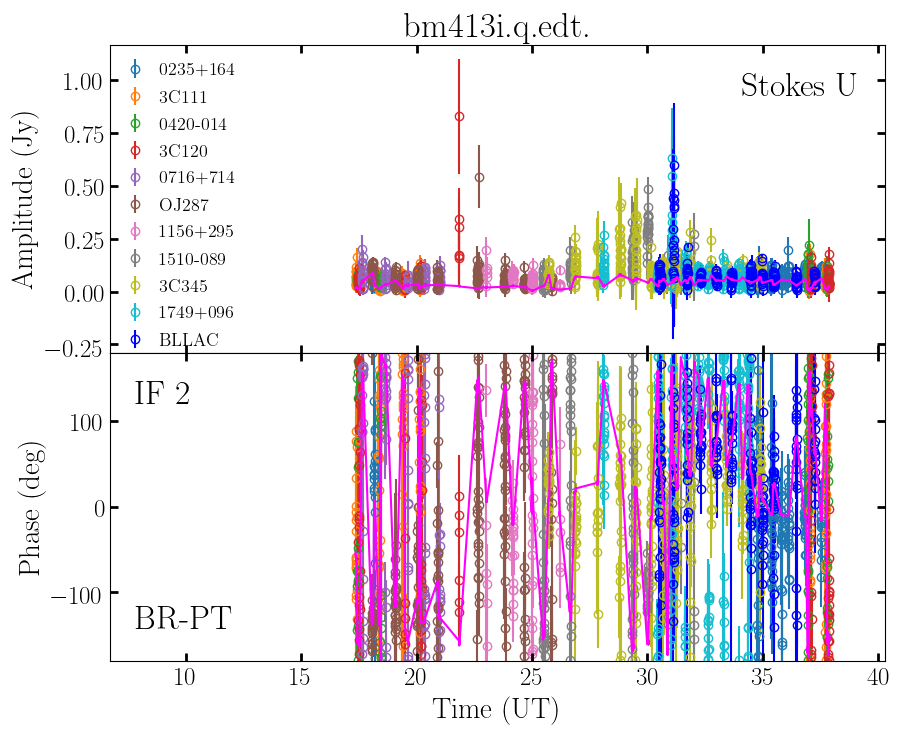 bm413i.q.edt.
Stokes U
0235+164
3C111
0420-014
3C120
0716+714
OJ287
1156+295
1510-089
3C345
1749+096
BLLAC
Amplitude (Jy)
1.00
0.75
0.50
0.25
0.00
−0.25
IF 2
BR-PT
Phase (deg)
100
0
−100
10 15 20 25 30 35 40
Time (UT)